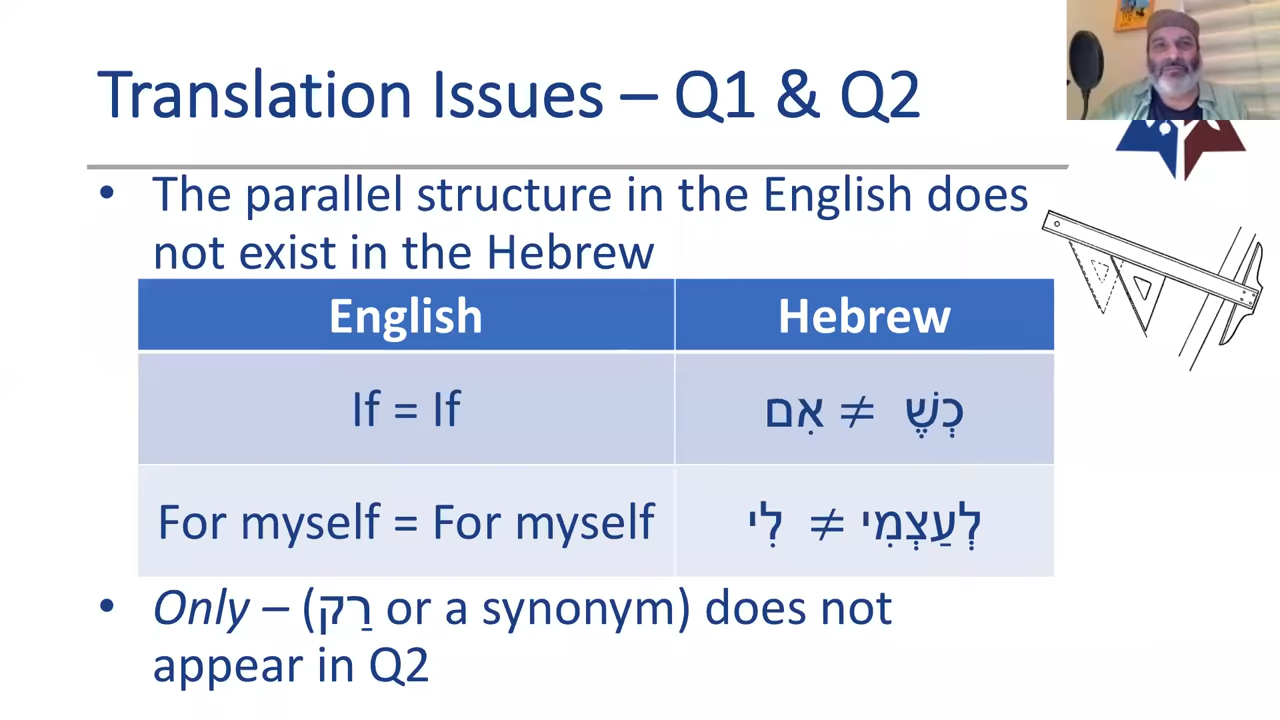 Translation Issues – Q1 & Q2
• The parallel structure in the English does
not exist in the Hebrew
English
Hebrew
If = If
כְּשֶׁ ≠ אִם
For myself = For myself
לְעַצְמִי ≠ לִי
• Only – (רַק or a synonym) does not
appear in Q2